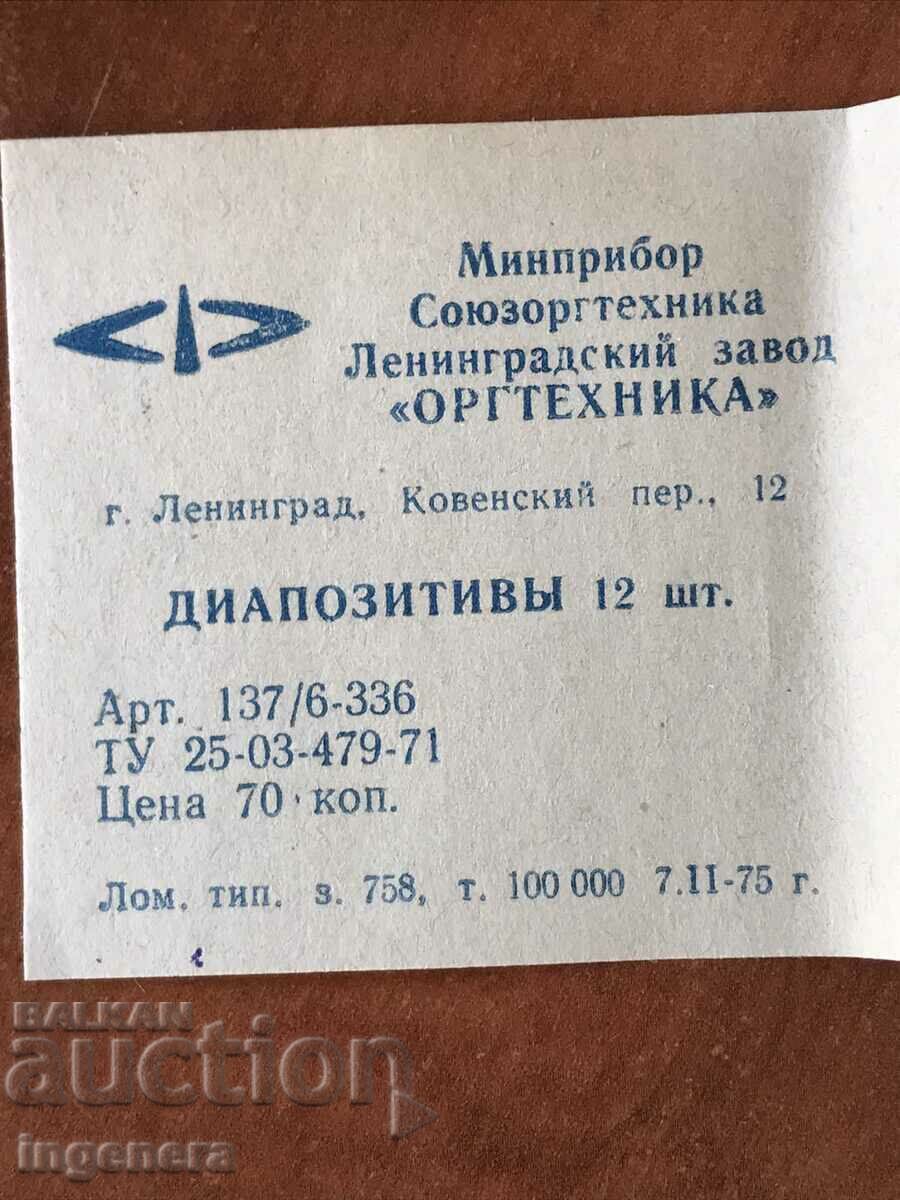 Минприбор
Союзоргтехника
Ленинградский завод
«ОРГТЕХНИКА»
г. Ленинград, Ковенский пер., 12
ДИАПОЗИТИВЫ 12 шт.
Арт. 137/6-336
ТУ 25-03-479-71
Цена 70 коп.
Лом. тип. з. 758, т. 100 000 7.II-75 г.
BALKAN
auction
ingenera